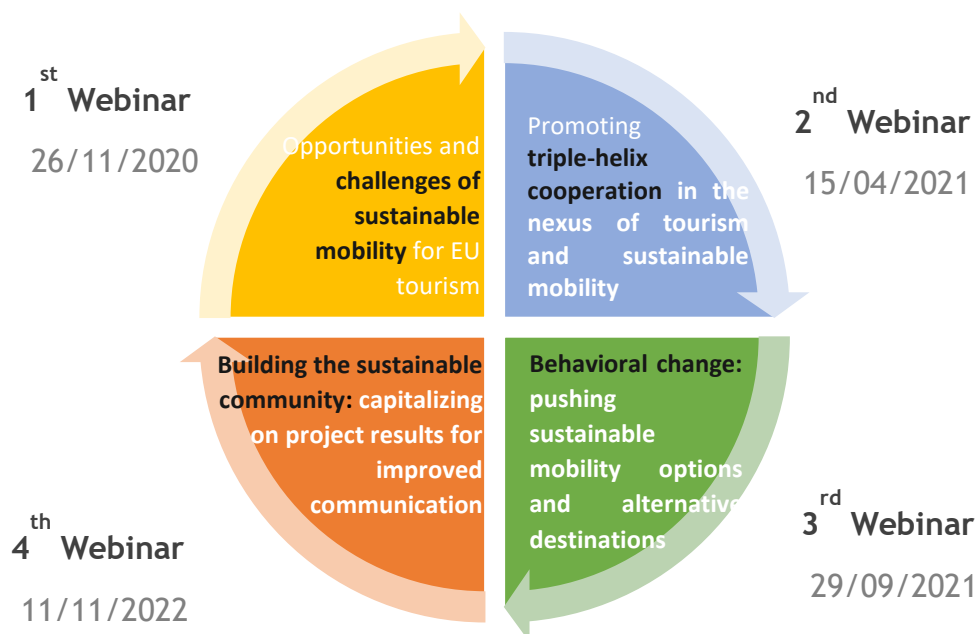 1st Webinar
26/11/2020
Opportunities and
challenges of
sustainable
mobility for EU
tourism
Promoting
triple-helix
cooperation in the
nexus of tourism
and sustainable
mobility
2nd Webinar
15/04/2021
Building the sustainable
community: capitalizing
on project results for
improved
communication
4th Webinar
11/11/2022
Behavioral change:
pushing
sustainable
mobility options
and alternative
destinations
3rd Webinar
29/09/2021